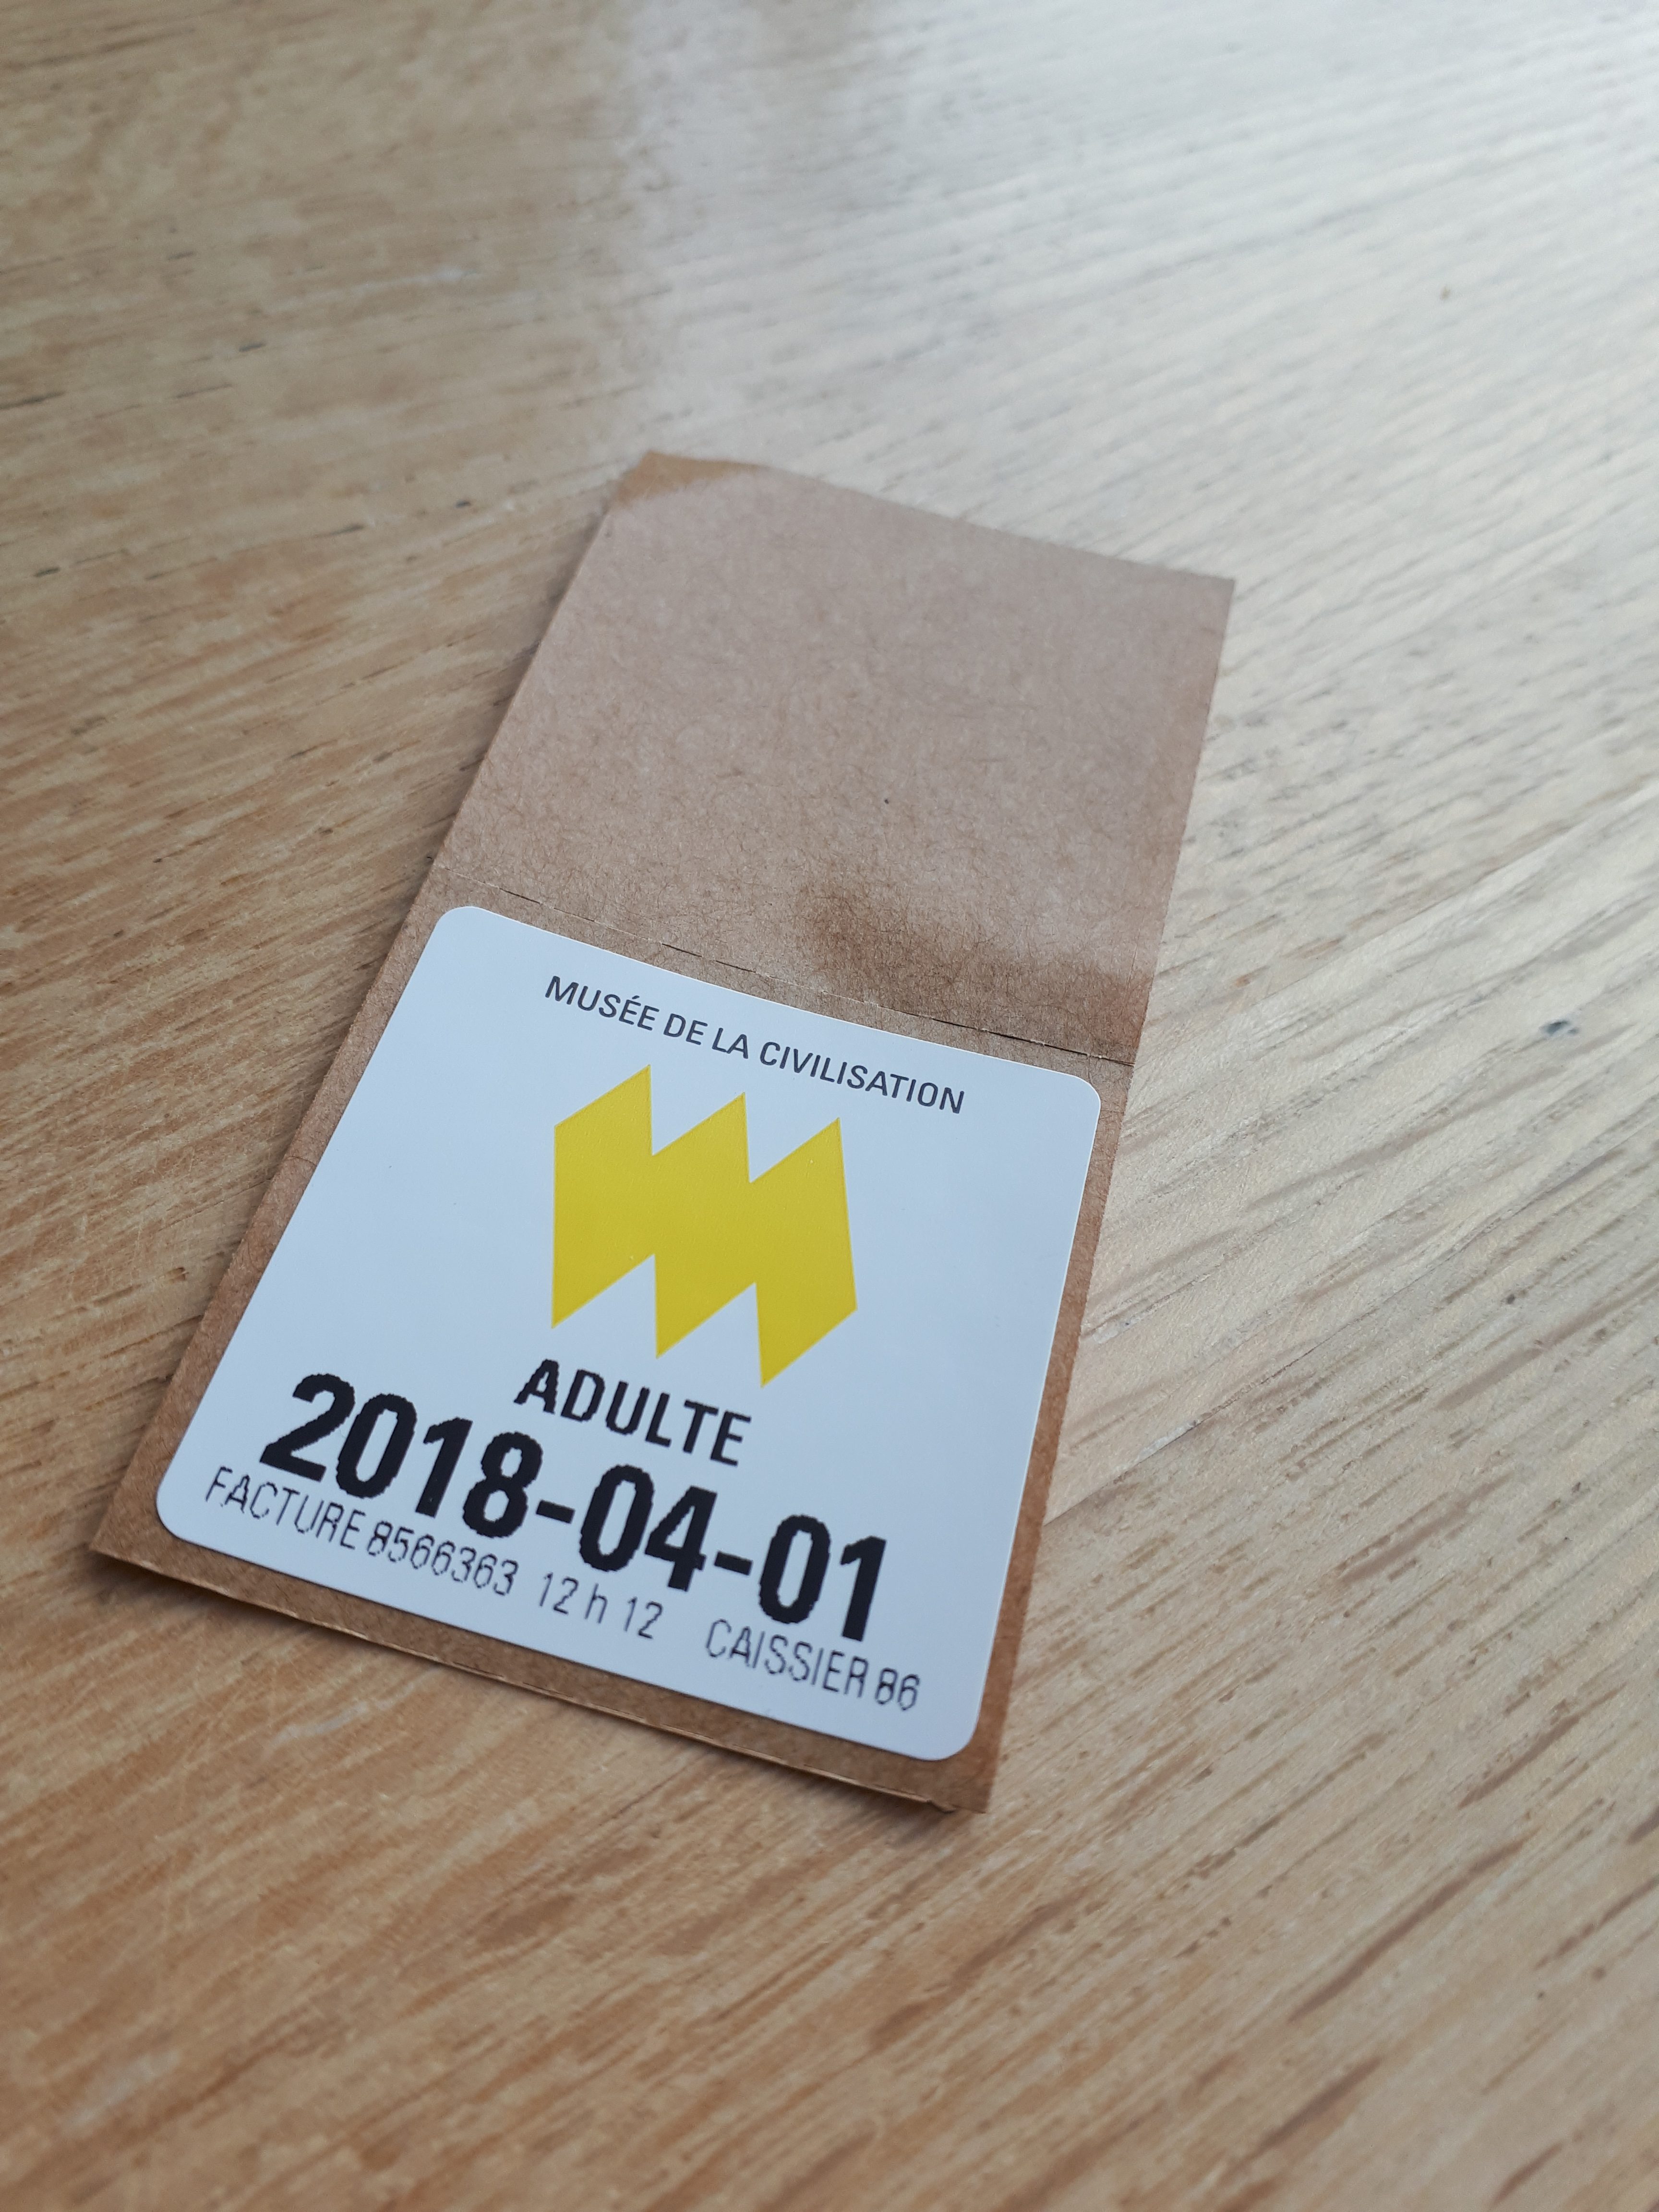 MUSÉE DE LA CIVILISATION
ADULTE
2018-04-01
FACTURE 8566363 12 h 12 CAISSIER 86